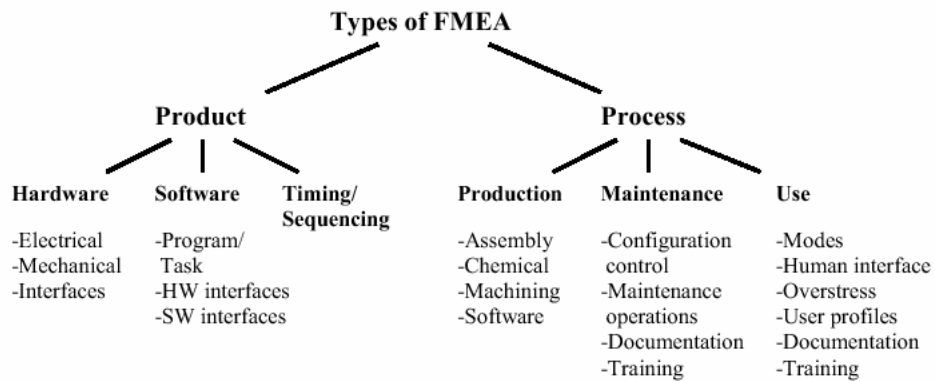 Types of FMEA
Product
Process
Hardware
-Electrical
-Mechanical
-Interfaces
Software
-Program/
Task
-HW interfaces
-SW interfaces
Timing/
Sequencing
Production
-Assembly
-Chemical
-Machining
-Software
Maintenance
-Configuration
control
-Maintenance
operations
-Documentation
-Training
Use
-Modes
-Human interface
-Overstress
-User profiles
-Documentation
-Training